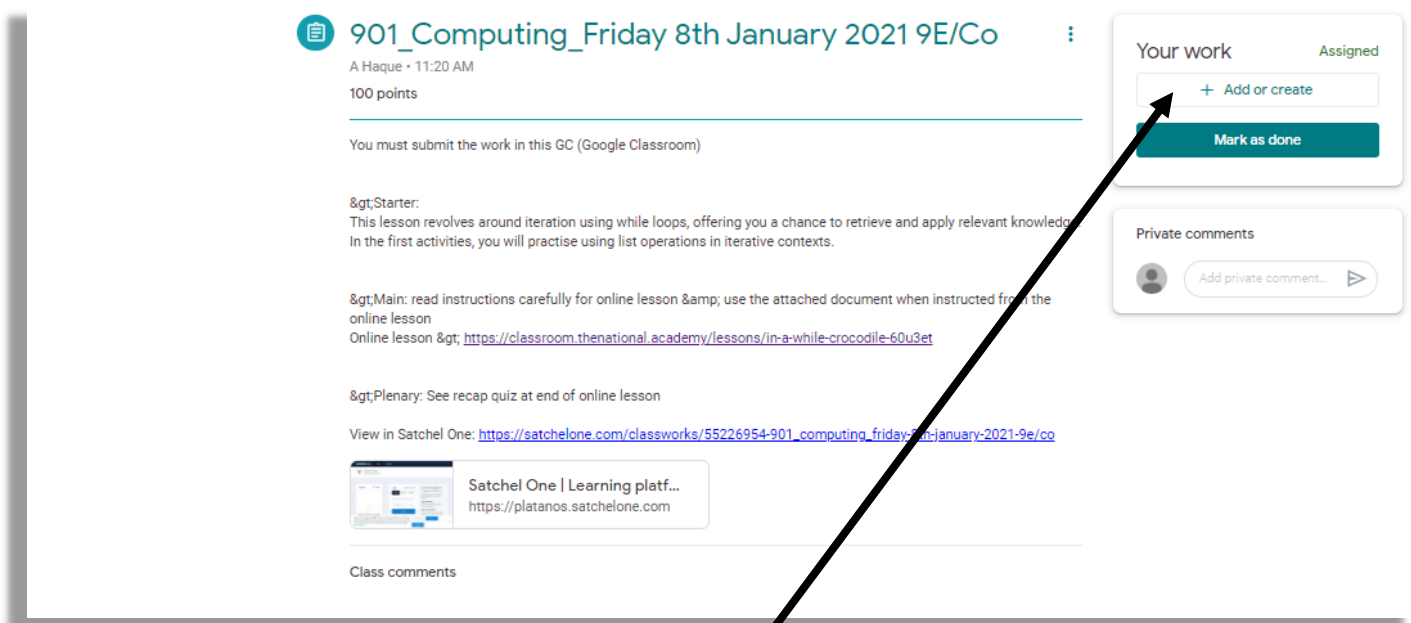 901_Computing_Friday 8th January 2021 9E/Co
A Haque • 11:20 AM
100 points
You must submit the work in this GC (Google Classroom)
&gt;Starter:
This lesson revolves around iteration using while loops, offering you a chance to retrieve and apply relevant knowledge.
In the first activities, you will practise using list operations in iterative contexts.
&gt;Main: read instructions carefully for online lesson &amp; use the attached document when instructed from the
online lesson
Online lesson &gt; https://classroom.thenational.academy/lessons/in-a-while-crocodile-60u3et
&gt;Plenary: See recap quiz at end of online lesson
View in Satchel One: https://satchelone.com/classworks/55226954-901_computing_friday-8th-january-2021-9e/co
Satchel One | Learning platf...
https://platanos.satchelone.com
Class comments
Your work
Assigned
+ Add or create
Mark as done
Private comments
Add private comment...